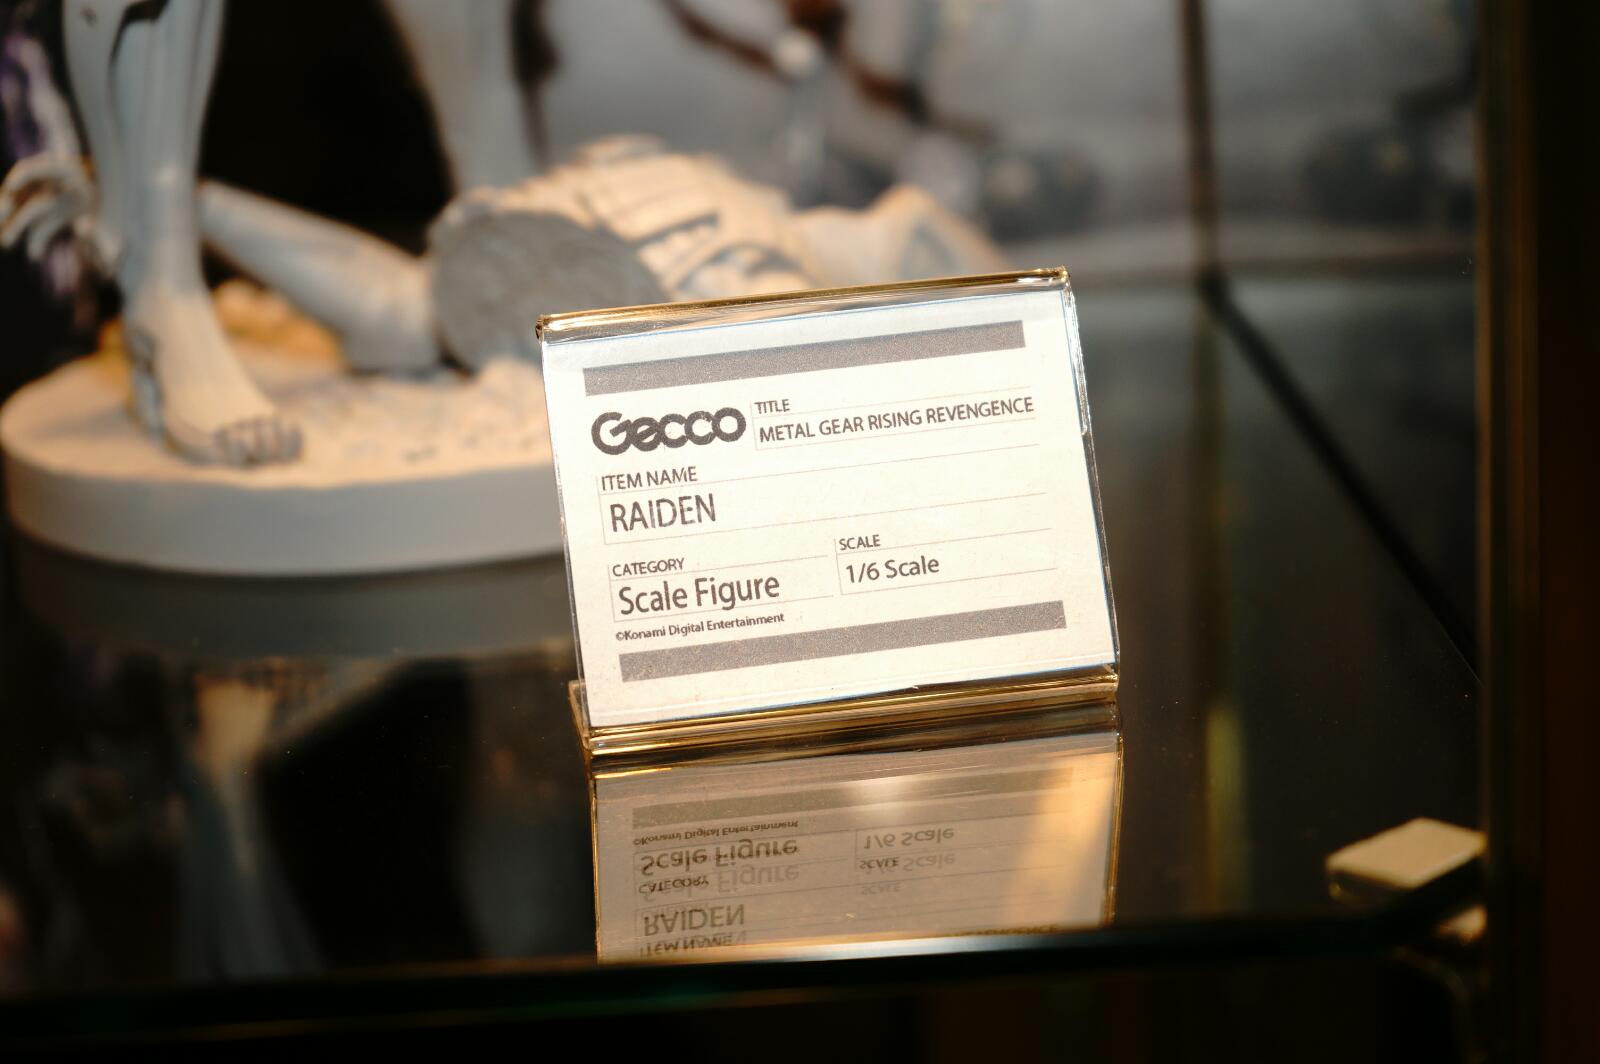 Gecco
TITLE
METAL GEAR RISING REVENGENCE
ITEM NAME
RAIDEN
CATEGORY
Scale Figure
SCALE
1/6 Scale
©Konami Digital Entertainment